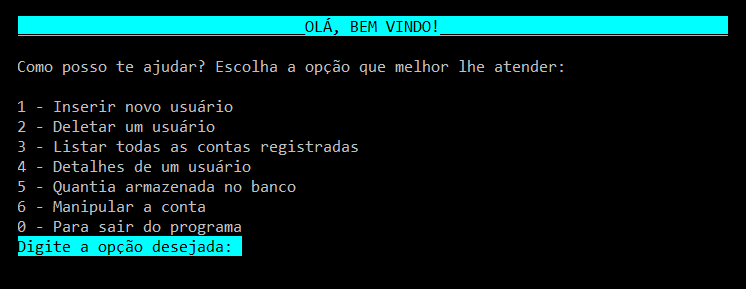 OLÁ, BEM VINDO!
Como posso te ajudar? Escolha a opção que melhor lhe atender:
1 - Inserir novo usuário
2 - Deletar um usuário
3 - Listar todas as contas registradas
4 - Detalhes de um usuário
5 - Quantia armazenada no banco
6 - Manipular a conta
0 - Para sair do programa
Digite a opção desejada: